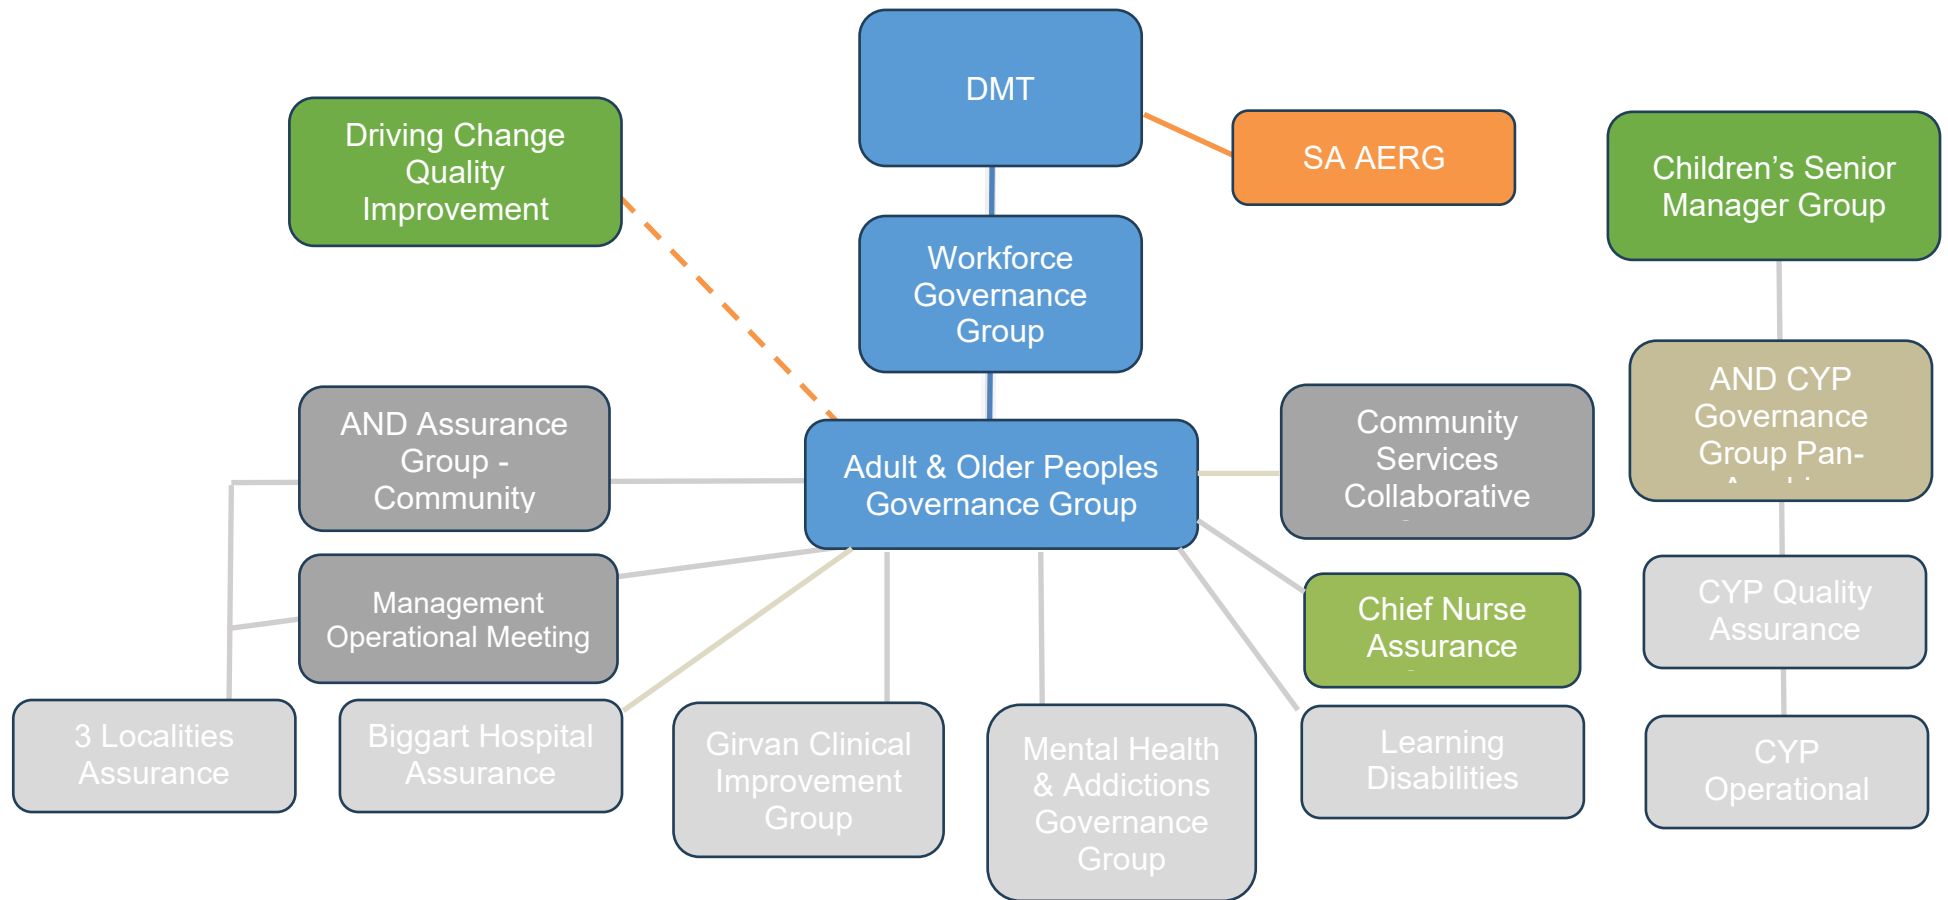 DMT
Driving Change
Quality
Improvement
SA AERG
Children’s Senior
Manager Group
Workforce
Governance
Group
AND CYP
Governance
Group Pan-
AND Assurance
Group -
Community
Adult & Older Peoples
Governance Group
Community
Services
Collaborative
Management
Operational Meeting
Chief Nurse
Assurance
CYP Quality
Assurance
3 Localities
Assurance
Biggart Hospital
Assurance
Girvan Clinical
Improvement
Group
Mental Health
& Addictions
Governance
Group
Learning
Disabilities
CYP
Operational